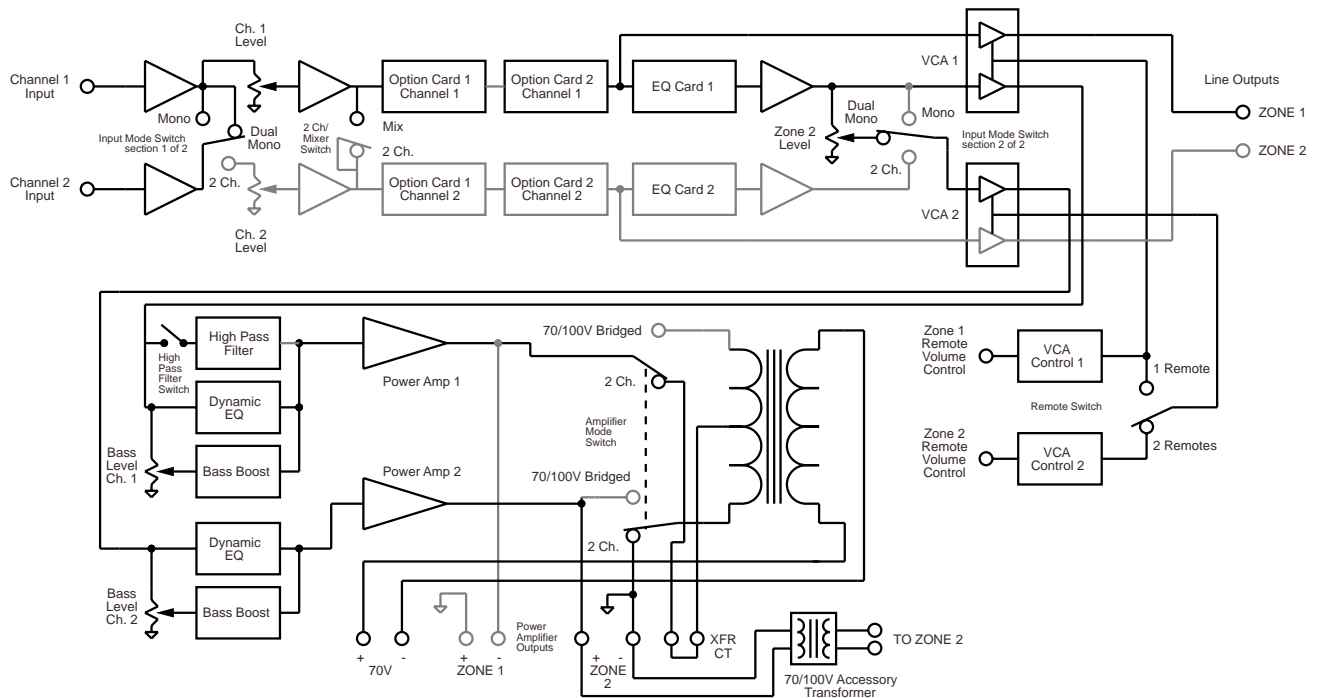 Ch. 1
Level
Channel 1
Input
Mono
Input Mode Switch
section 1 of 2
Dual
Mono
Channel 2
Input
2 Ch.
Ch. 2
Level
2 Ch/
Mixer
Switch
Mix
2 Ch.
Option Card 1
Channel 1
Option Card 2
Channel 1
EQ Card 1
Option Card 1
Channel 2
Option Card 2
Channel 2
EQ Card 2
Zone 2
Level
Dual
Mono
Mono
2 Ch.
Input Mode Switch
section 2 of 2
VCA 1
VCA 2
Line Outputs
ZONE 1
ZONE 2
High
Pass
Filter
Switch
High Pass
Filter
Dynamic
EQ
Bass
Level
Ch. 1
Bass Boost
Dynamic
EQ
Bass
Level
Ch. 2
Bass Boost
Power Amp 1
Power Amp 2
70/100V Bridged
2 Ch.
Amplifier
Mode
Switch
70/100V Bridged
2 Ch.
Zone 1
Remote
Volume
Control
VCA
Control 1
1 Remote
Remote Switch
Zone 2
Remote
Volume
Control
VCA
Control 2
2 Remotes
+ -
70V
+ -
ZONE 1
Power
Amplifier
Outputs
+ -
ZONE
2
XFR
CT
TO ZONE 2
70/100V Accessory
Transformer